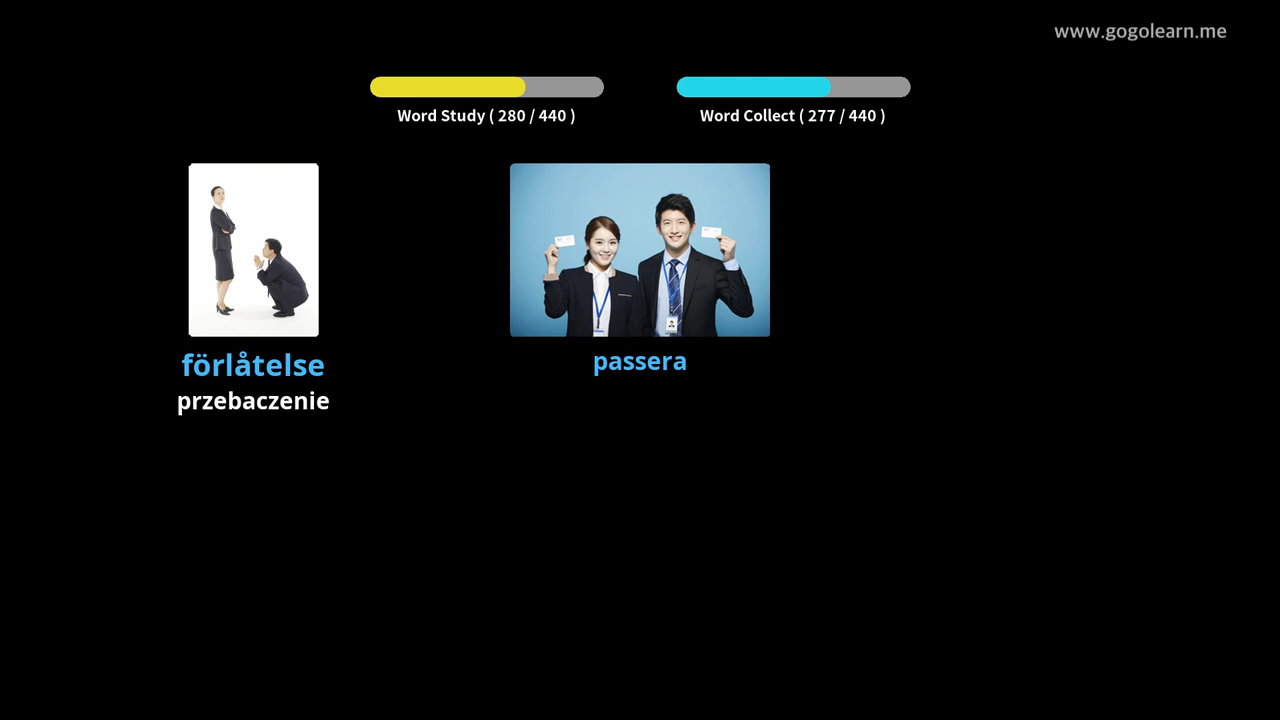 www.gogolearn.me
Word Study ( 280 / 440 )
Word Collect ( 277 / 440 )
förlåtelse
przebaczenie
passera